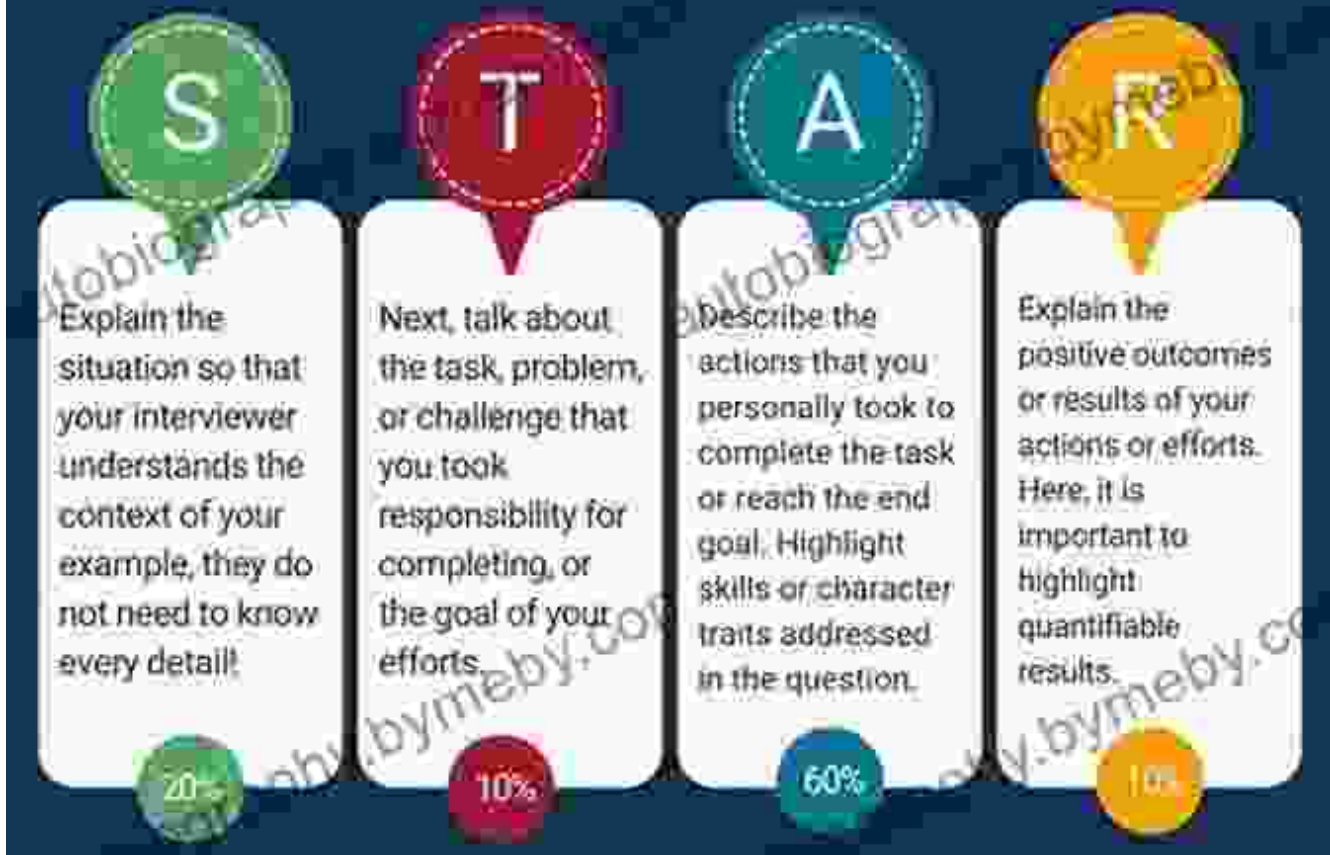 S
Explain the
situation so that
your interviewer
understands the
context of your
example, they do
not need to know
every detail!
20%
T
Next, talk about
the task, problem,
or challenge that
you took
responsibility for
completing, or
the goal of your
efforts.
10%
A
Describe the
actions that you
personally took to
complete the task
or reach the end
goal. Highlight
skills or character
traits addressed
in the question.
60%
R
Explain the
positive outcomes
or results of your
actions or efforts.
Here, it is
important to
highlight
quantifiable
results.
10%